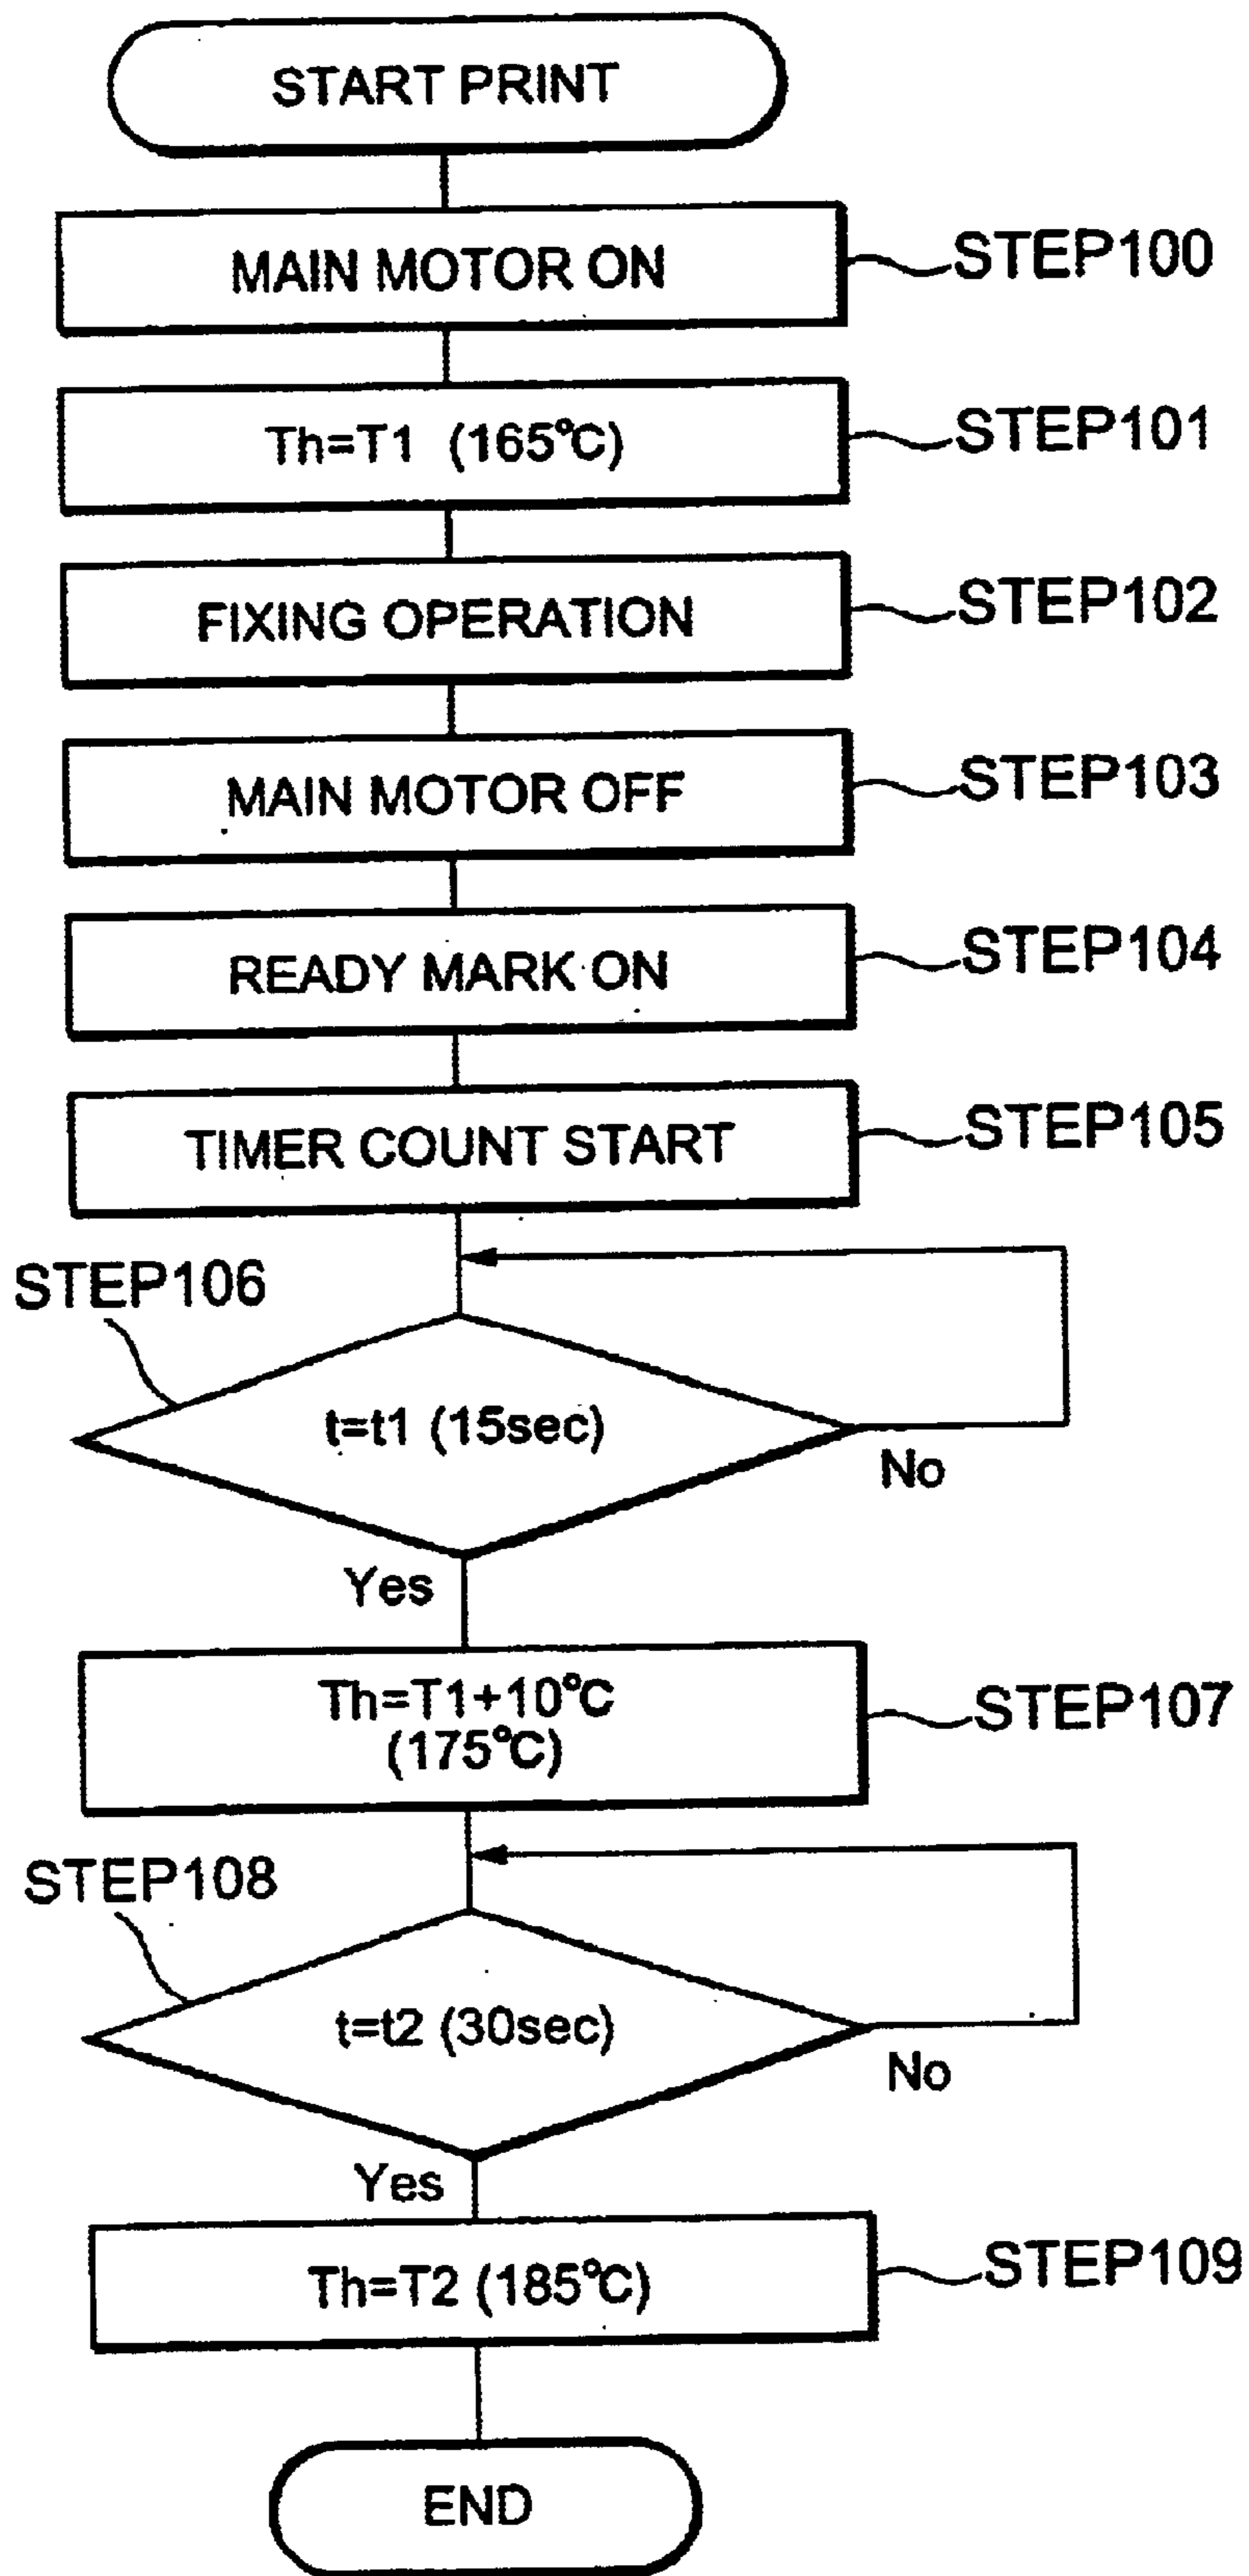 START PRINT
MAIN MOTOR ON
STEP100
Th=T1 (165°C)
STEP101
FIXING OPERATION
STEP102
MAIN MOTOR OFF
STEP103
READY MARK ON
STEP104
TIMER COUNT START
STEP105
STEP106
t=t1 (15sec)
No
Yes
Th=T1+10°C
(175°C)
STEP107
STEP108
t=t2 (30sec)
No
Yes
Th=T2 (185°C)
STEP109
END